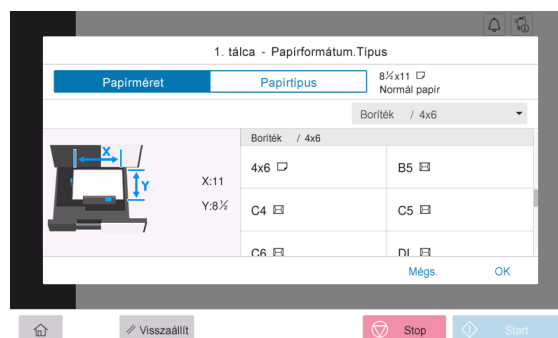 1. tálca - Papírformátum.Típus
Papírméret
Papírtipus
8½x11
Normál papír
Boríték / 4x6
Boríték / 4x6
X
Y
X:11
Y:8½
4x6
B5
C4
C5
C6
DL
Mégs.
OK
Visszaállít
Stop
Start